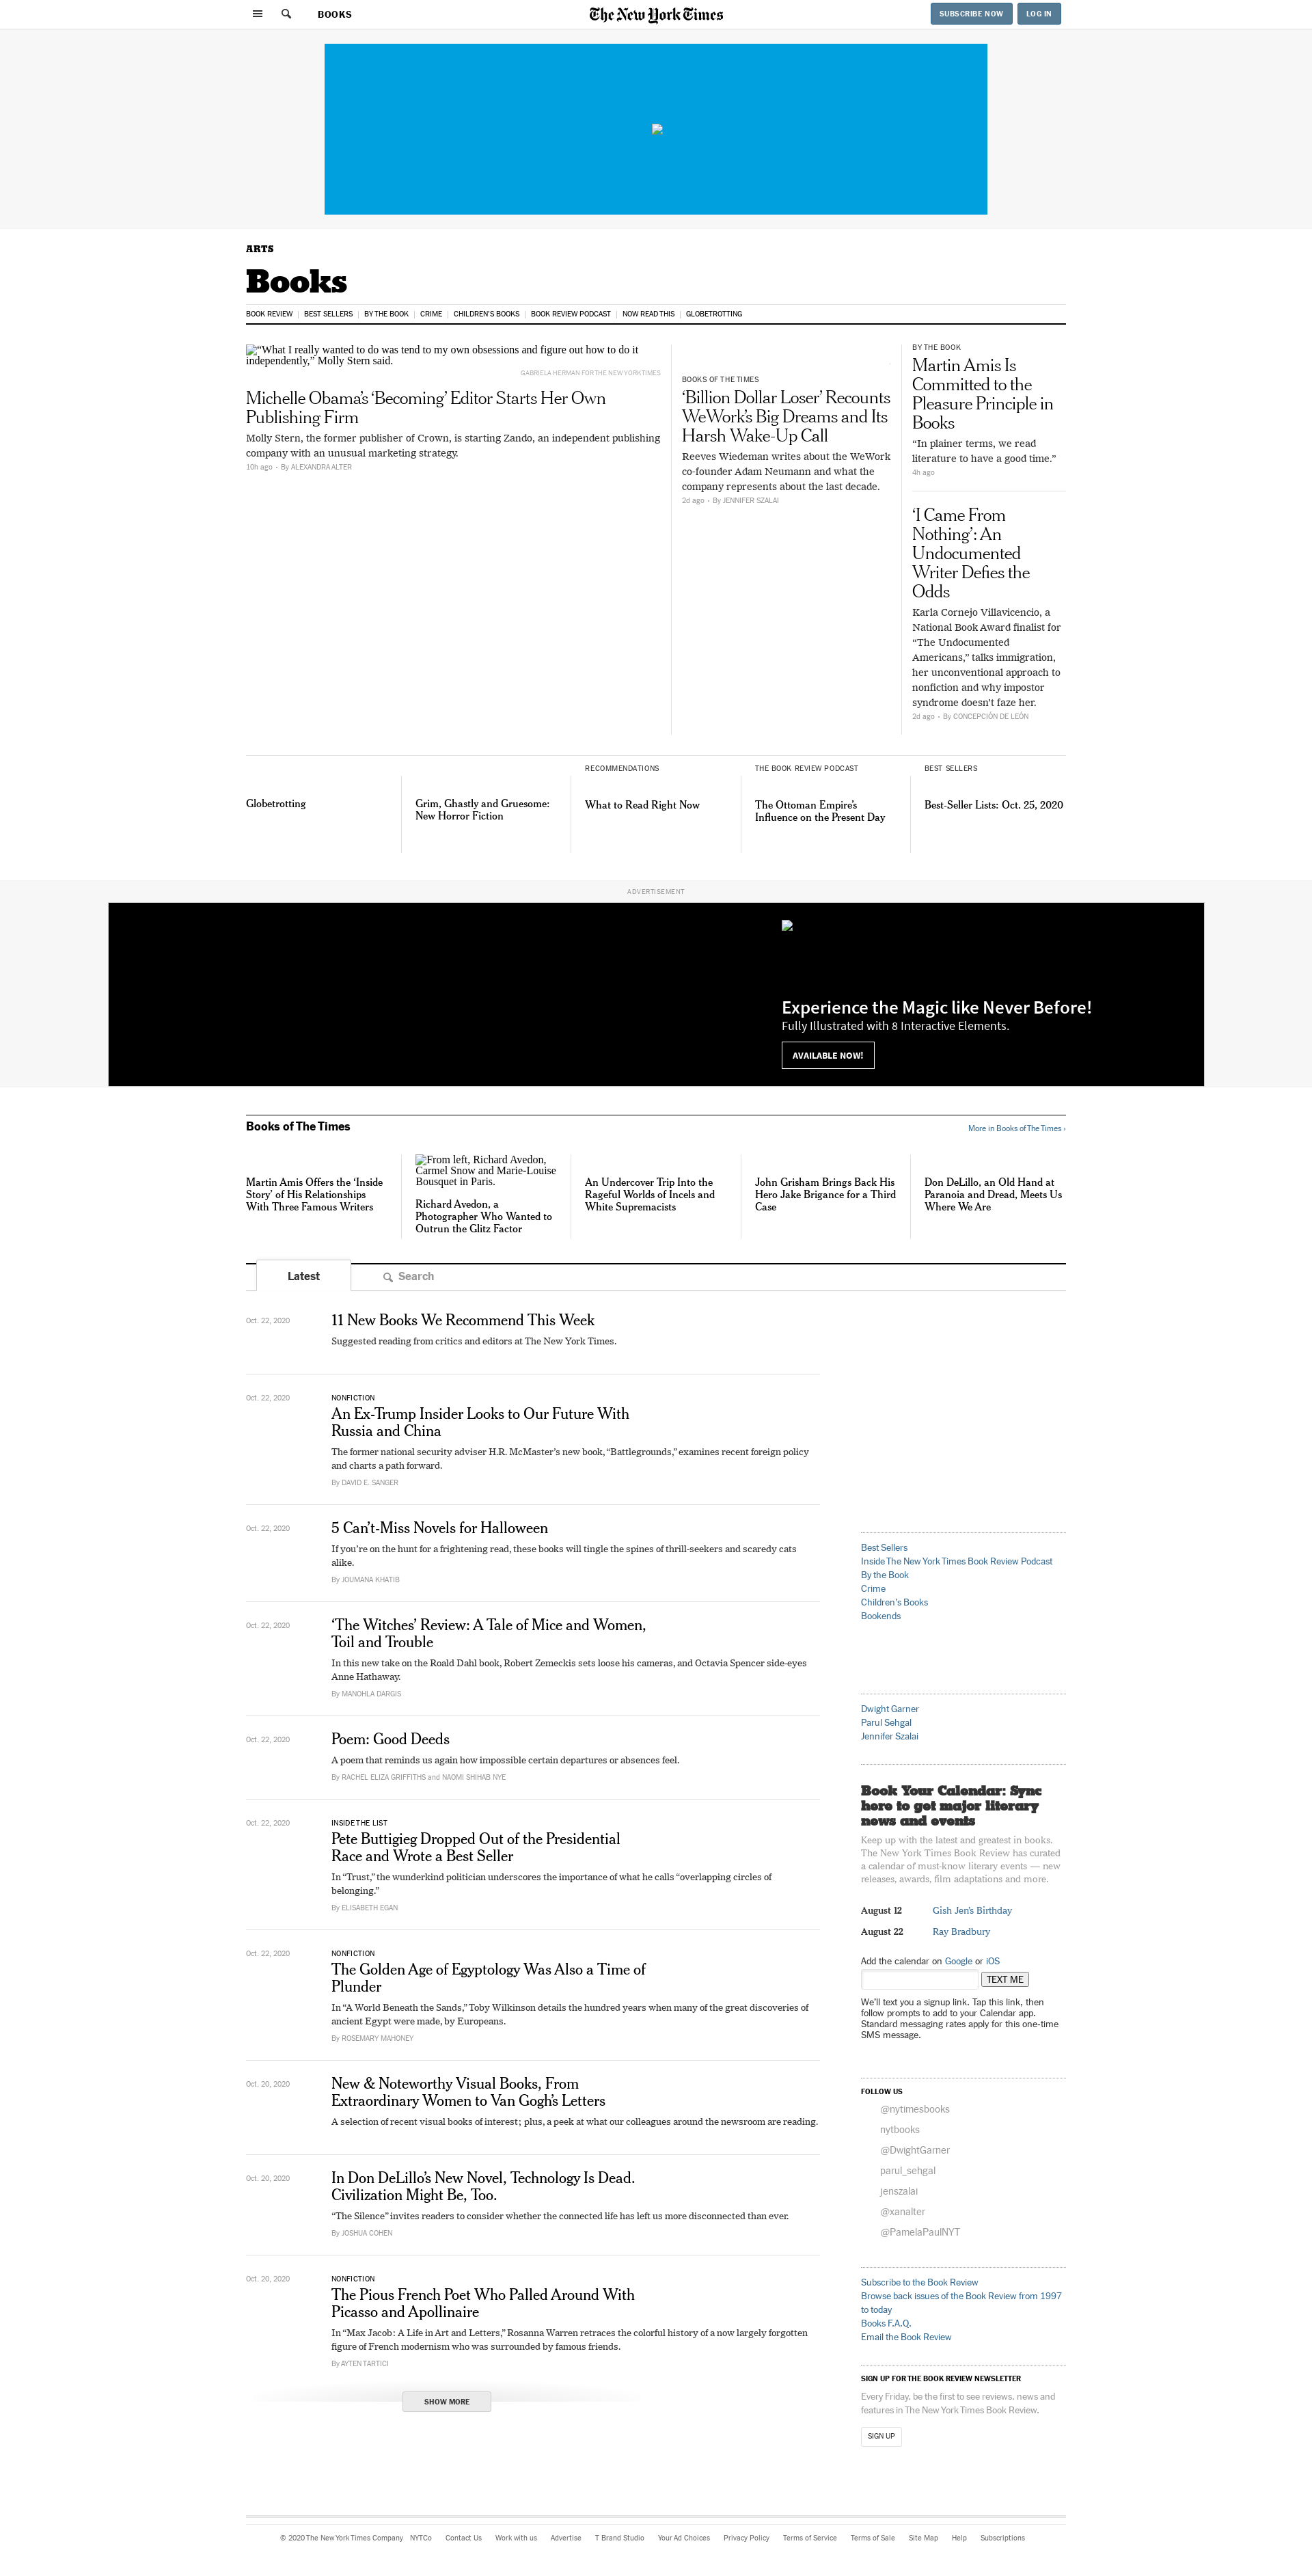 BOOKS
The New York Times
SUBSCRIBE NOW
LOG IN
ARTS
Books
BOOK REVIEW
BEST SELLERS
BY THE BOOK
CRIME
CHILDREN'S BOOKS
BOOK REVIEW PODCAST
NOW READ THIS
GLOBETROTTING
“What I really wanted to do was tend to my own obsessions and figure out how to do it
independently,” Molly Stern said.
GABRIELA HERMAN FOR THE NEW YORK TIMES
Michelle Obama’s ‘Becoming’ Editor Starts Her Own
Publishing Firm
Molly Stern, the former publisher of Crown, is starting Zando, an independent publishing
company with an unusual marketing strategy.
10h ago • By ALEXANDRA ALTER
BOOKS OF THE TIMES
‘Billion Dollar Loser’ Recounts
WeWork’s Big Dreams and Its
Harsh Wake-Up Call
Reeves Wiedeman writes about the WeWork
co-founder Adam Neumann and what the
company represents about the last decade.
2d ago • By JENNIFER SZALAI
BY THE BOOK
Martin Amis Is
Committed to the
Pleasure Principle in
Books
“In plainer terms, we read
literature to have a good time.”
4h ago
‘I Came From
Nothing’: An
Undocumented
Writer Defies the
Odds
Karla Cornejo Villavicencio, a
National Book Award finalist for
“The Undocumented
Americans,” talks immigration,
her unconventional approach to
nonfiction and why impostor
syndrome doesn’t faze her.
2d ago • By CONCEPCIÓN DE LEÓN
Globetrotting
Grim, Ghastly and Gruesome:
New Horror Fiction
RECOMMENDATIONS
What to Read Right Now
THE BOOK REVIEW PODCAST
The Ottoman Empire’s
Influence on the Present Day
BEST SELLERS
Best-Seller Lists: Oct. 25, 2020
ADVERTISEMENT
Experience the Magic like Never Before!
Fully Illustrated with 8 Interactive Elements.
AVAILABLE NOW!
Books of The Times
More in Books of The Times ›
Martin Amis Offers the ‘Inside
Story’ of His Relationships
With Three Famous Writers
From left, Richard Avedon,
Carmel Snow and Marie-Louise
Bousquet in Paris.
Richard Avedon, a
Photographer Who Wanted to
Outrun the Glitz Factor
An Undercover Trip Into the
Rageful Worlds of Incels and
White Supremacists
John Grisham Brings Back His
Hero Jake Brigance for a Third
Case
Don DeLillo, an Old Hand at
Paranoia and Dread, Meets Us
Where We Are
Latest
Search
Oct. 22, 2020
11 New Books We Recommend This Week
Suggested reading from critics and editors at The New York Times.
Oct. 22, 2020
NONFICTION
An Ex-Trump Insider Looks to Our Future With
Russia and China
The former national security adviser H.R. McMaster’s new book, “Battlegrounds,” examines recent foreign policy
and charts a path forward.
By DAVID E. SANGER
Oct. 22, 2020
5 Can’t-Miss Novels for Halloween
If you’re on the hunt for a frightening read, these books will tingle the spines of thrill-seekers and scaredy cats
alike.
By JOUMANA KHATIB
Oct. 22, 2020
‘The Witches’ Review: A Tale of Mice and Women,
Toil and Trouble
In this new take on the Roald Dahl book, Robert Zemeckis sets loose his cameras, and Octavia Spencer side-eyes
Anne Hathaway.
By MANOHLA DARGIS
Oct. 22, 2020
Poem: Good Deeds
A poem that reminds us again how impossible certain departures or absences feel.
By RACHEL ELIZA GRIFFITHS and NAOMI SHIHAB NYE
Oct. 22, 2020
INSIDE THE LIST
Pete Buttigieg Dropped Out of the Presidential
Race and Wrote a Best Seller
In “Trust,” the wunderkind politician underscores the importance of what he calls “overlapping circles of
belonging.”
By ELISABETH EGAN
Oct. 22, 2020
NONFICTION
The Golden Age of Egyptology Was Also a Time of
Plunder
In “A World Beneath the Sands,” Toby Wilkinson details the hundred years when many of the great discoveries of
ancient Egypt were made, by Europeans.
By ROSEMARY MAHONEY
Oct. 20, 2020
New & Noteworthy Visual Books, From
Extraordinary Women to Van Gogh’s Letters
A selection of recent visual books of interest; plus, a peek at what our colleagues around the newsroom are reading.
Oct. 20, 2020
In Don DeLillo’s New Novel, Technology Is Dead.
Civilization Might Be, Too.
“The Silence” invites readers to consider whether the connected life has left us more disconnected than ever.
By JOSHUA COHEN
Oct. 20, 2020
NONFICTION
The Pious French Poet Who Palled Around With
Picasso and Apollinaire
In “Max Jacob: A Life in Art and Letters,” Rosanna Warren retraces the colorful history of a now largely forgotten
figure of French modernism who was surrounded by famous friends.
By AYTEN TARTICI
SHOW MORE
Best Sellers
Inside The New York Times Book Review Podcast
By the Book
Crime
Children’s Books
Bookends
Dwight Garner
Parul Sehgal
Jennifer Szalai
Book Your Calendar: Sync
here to get major literary
news and events
Keep up with the latest and greatest in books.
The New York Times Book Review has curated
a calendar of must-know literary events — new
releases, awards, film adaptations and more.
August 12 Gish Jen’s Birthday
August 22 Ray Bradbury
Add the calendar on Google or iOS
TEXT ME
We’ll text you a signup link. Tap this link, then
follow prompts to add to your Calendar app.
Standard messaging rates apply for this one-time
SMS message.
FOLLOW US
@nytimesbooks
nytbooks
@DwightGarner
parul_sehgal
jenszalai
@xanalter
@PamelaPaulNYT
Subscribe to the Book Review
Browse back issues of the Book Review from 1997
to today
Books F.A.Q.
Email the Book Review
SIGN UP FOR THE BOOK REVIEW NEWSLETTER
Every Friday, be the first to see reviews, news and
features in The New York Times Book Review.
SIGN UP
© 2020 The New York Times Company NYTCo Contact Us Work with us Advertise T Brand Studio Your Ad Choices Privacy Policy Terms of Service Terms of Sale Site Map Help Subscriptions